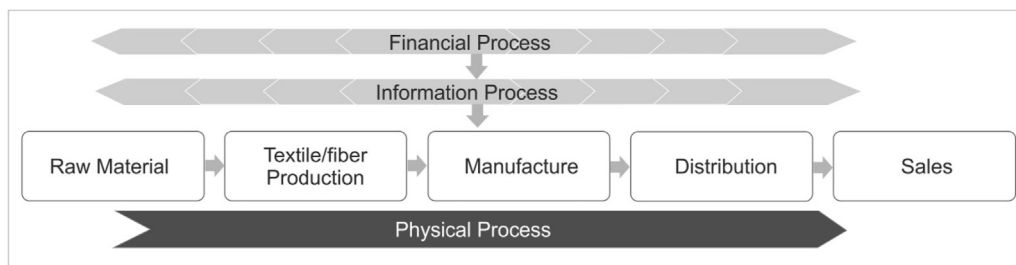 Financial Process
Information Process
Raw Material
Textile/fiber
Production
Manufacture
Distribution
Sales
Physical Process